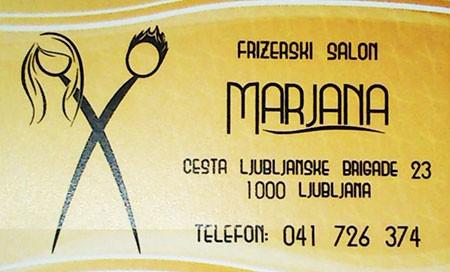 FRIZERSKI SALON
MARJANA
CESTA LJUBLJANSKE BRIGADE 23
1000 LJUBLJANA
TELEFON: 041 726 374